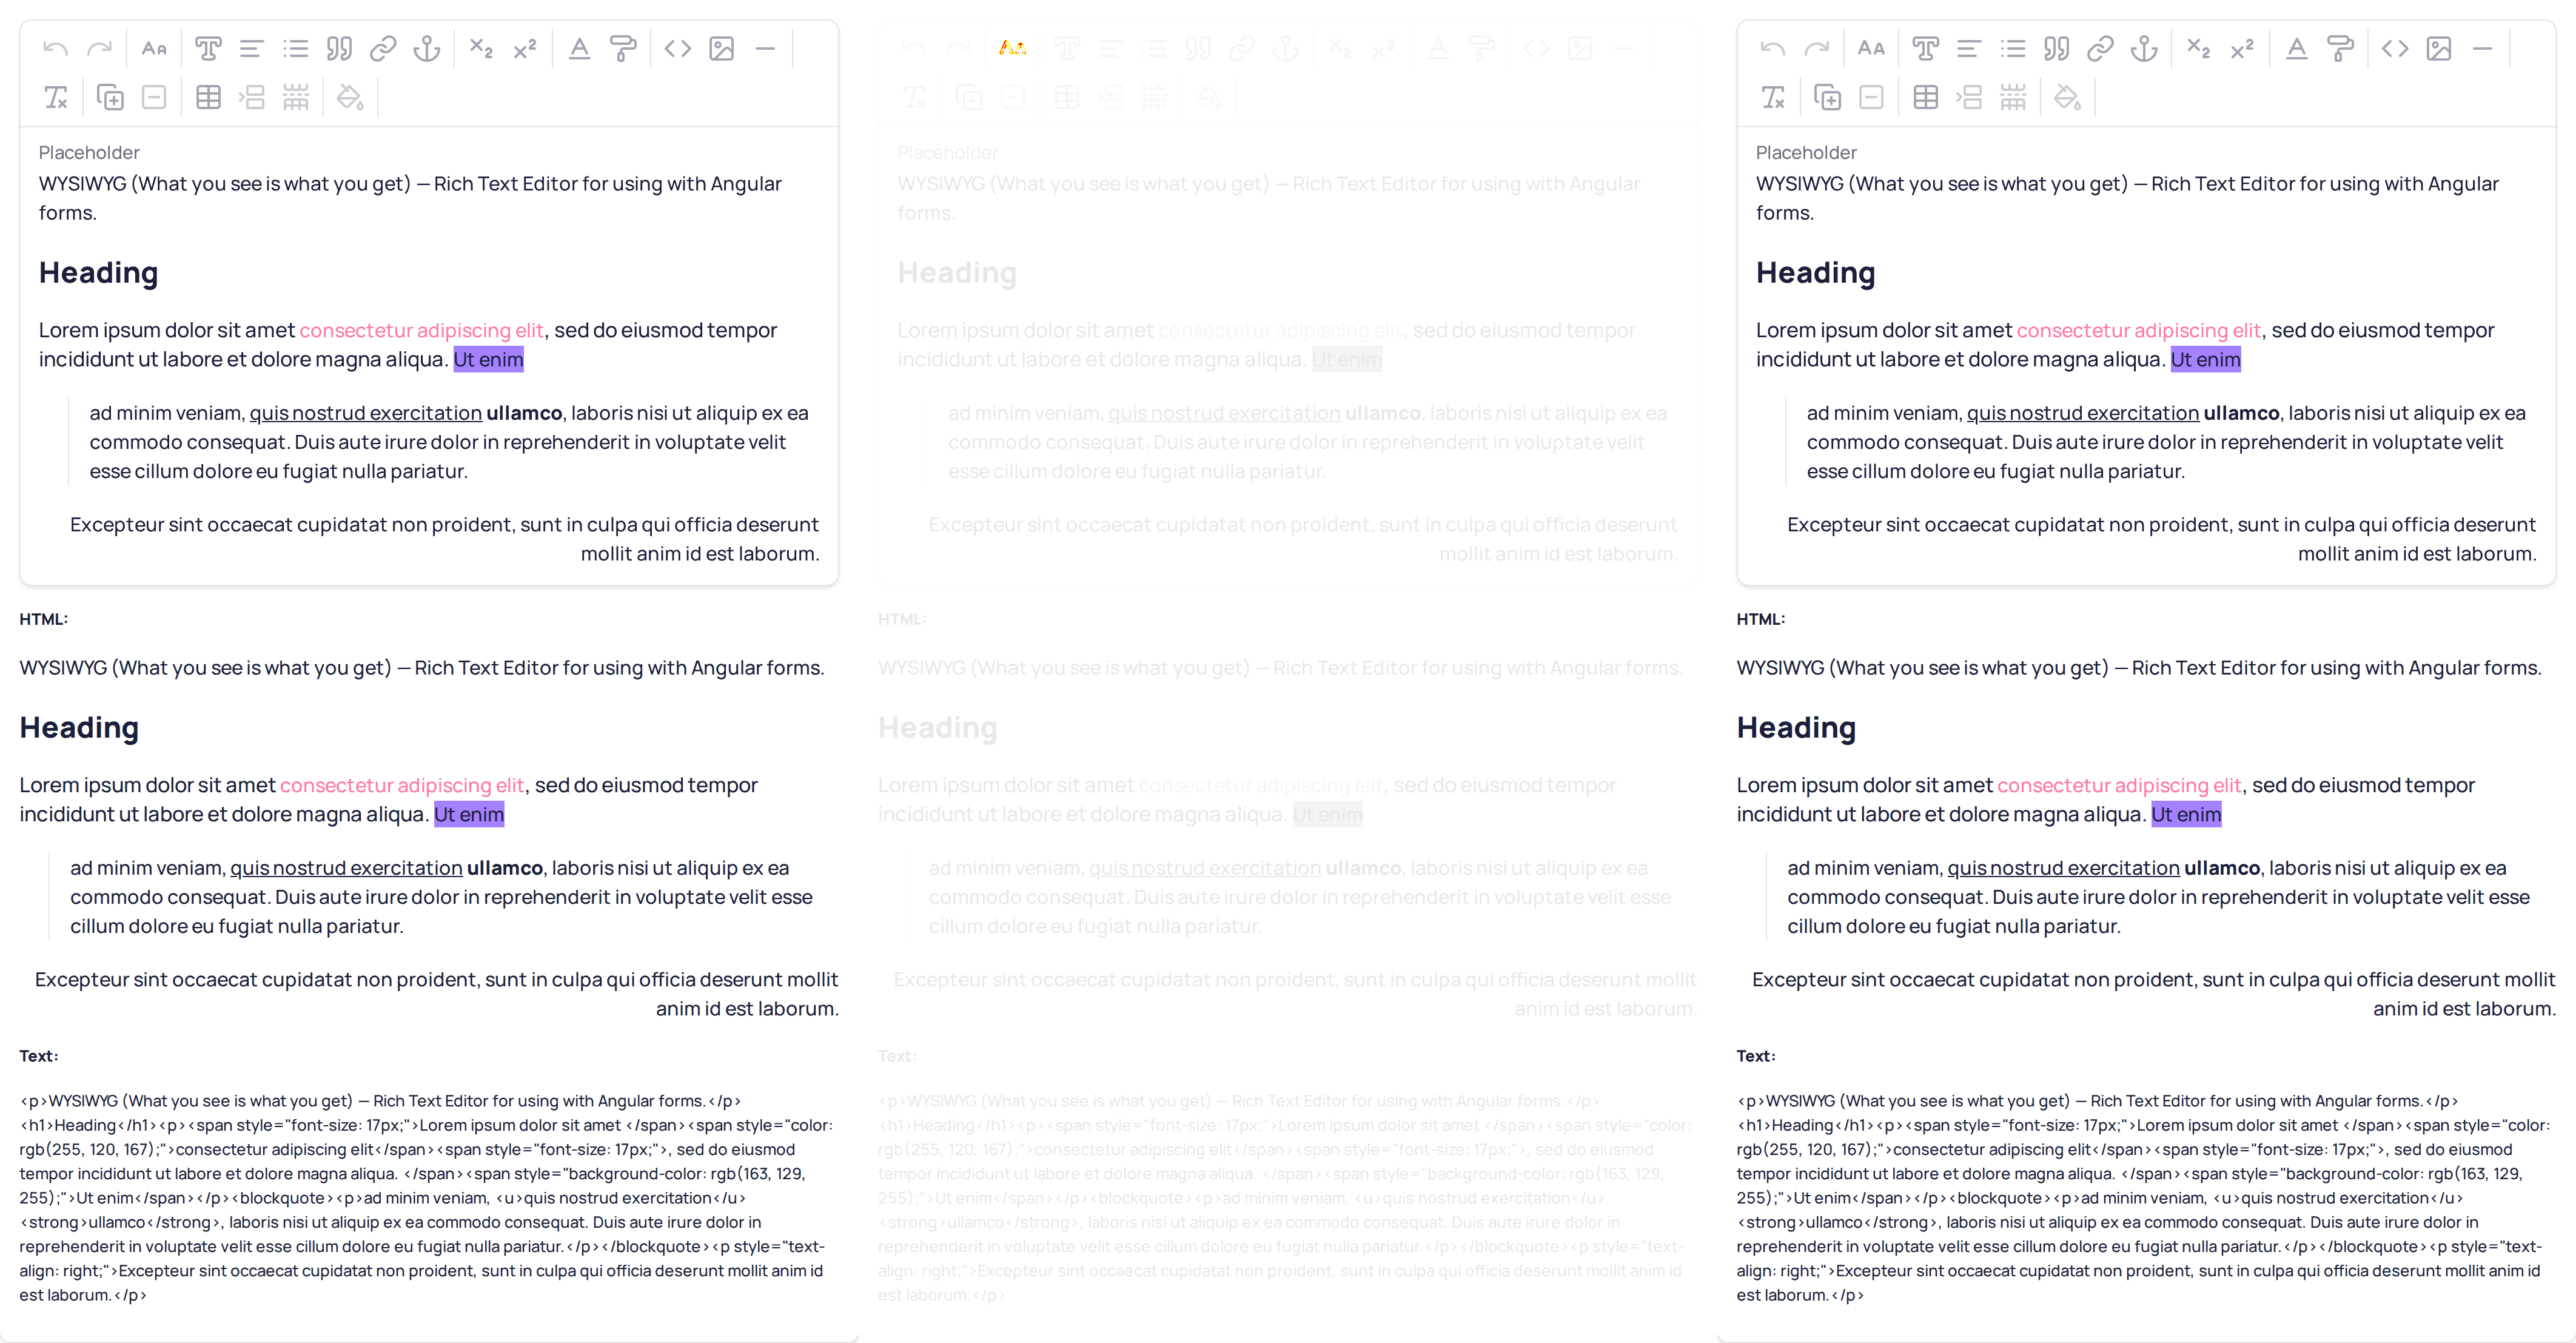 Placeholder
WYSIWYG (What you see is what you get) — Rich Text Editor for using with Angular
forms.
Heading
Lorem ipsum dolor sit amet consectetur adipiscing elit, sed do eiusmod tempor
incididunt ut labore et dolore magna aliqua. Ut enim
ad minim veniam, quis nostrud exercitation ullamco, laboris nisi ut aliquip ex ea
commodo consequat. Duis aute irure dolor in reprehenderit in voluptate velit
esse cillum dolore eu fugiat nulla pariatur.
Excepteur sint occaecat cupidatat non proident, sunt in culpa qui officia deserunt
mollit anim id est laborum.
HTML:
WYSIWYG (What you see is what you get) — Rich Text Editor for using with Angular forms.
Heading
Lorem ipsum dolor sit amet consectetur adipiscing elit, sed do eiusmod tempor
incididunt ut labore et dolore magna aliqua. Ut enim
ad minim veniam, quis nostrud exercitation ullamco, laboris nisi ut aliquip ex ea
commodo consequat. Duis aute irure dolor in reprehenderit in voluptate velit esse
cillum dolore eu fugiat nulla pariatur.
Excepteur sint occaecat cupidatat non proident, sunt in culpa qui officia deserunt mollit
anim id est laborum.
Text:
<p>WYSIWYG (What you see is what you get) — Rich Text Editor for using with Angular forms.</p>
<h1>Heading</h1><p><span style="font-size: 17px;">Lorem ipsum dolor sit amet </span><span style="color:
rgb(255, 120, 167);">consectetur adipiscing elit</span><span style="font-size: 17px;">, sed do eiusmod
tempor incididunt ut labore et dolore magna aliqua. </span><span style="background-color: rgb(163, 129,
255);">Ut enim</span></p><blockquote><p>ad minim veniam, <u>quis nostrud exercitation</u>
<strong>ullamco</strong>, laboris nisi ut aliquip ex ea commodo consequat. Duis aute irure dolor in
reprehenderit in voluptate velit esse cillum dolore eu fugiat nulla pariatur.</p></blockquote><p style="text-
align: right;">Excepteur sint occaecat cupidatat non proident, sunt in culpa qui officia deserunt mollit anim id
est laborum.</p>
Placeholder
WYSIWYG (What you see is what you get) — Rich Text Editor for using with Angular
forms.
Heading
Lorem ipsum dolor sit amet consectetur adipiscing elit, sed do eiusmod tempor
incididunt ut labore et dolore magna aliqua. Ut enim
ad minim veniam, quis nostrud exercitation ullamco, laboris nisi ut aliquip ex ea
commodo consequat. Duis aute irure dolor in reprehenderit in voluptate velit
esse cillum dolore eu fugiat nulla pariatur.
Excepteur sint occaecat cupidatat non proident, sunt in culpa qui officia deserunt
mollit anim id est laborum.
HTML:
WYSIWYG (What you see is what you get) — Rich Text Editor for using with Angular forms.
Heading
Lorem ipsum dolor sit amet consectetur adipiscing elit, sed do eiusmod tempor
incididunt ut labore et dolore magna aliqua. Ut enim
ad minim veniam, quis nostrud exercitation ullamco, laboris nisi ut aliquip ex ea
commodo consequat. Duis aute irure dolor in reprehenderit in voluptate velit esse
cillum dolore eu fugiat nulla pariatur.
Excepteur sint occaecat cupidatat non proident, sunt in culpa qui officia deserunt mollit
anim id est laborum.
Text:
<p>WYSIWYG (What you see is what you get) — Rich Text Editor for using with Angular forms.</p>
<h1>Heading</h1><p><span style="font-size: 17px;">Lorem ipsum dolor sit amet </span><span style="color:
rgb(255, 120, 167);">consectetur adipiscing elit</span><span style="font-size: 17px;">, sed do eiusmod
tempor incididunt ut labore et dolore magna aliqua. </span><span style="background-color: rgb(163, 129,
255);">Ut enim</span></p><blockquote><p>ad minim veniam, <u>quis nostrud exercitation</u>
<strong>ullamco</strong>, laboris nisi ut aliquip ex ea commodo consequat. Duis aute irure dolor in
reprehenderit in voluptate velit esse cillum dolore eu fugiat nulla pariatur.</p></blockquote><p style="text-
align: right;">Excepteur sint occaecat cupidatat non proident, sunt in culpa qui officia deserunt mollit anim id
est laborum.</p>
Placeholder
WYSIWYG (What you see is what you get) — Rich Text Editor for using with Angular
forms.
Heading
Lorem ipsum dolor sit amet consectetur adipiscing elit, sed do eiusmod tempor
incididunt ut labore et dolore magna aliqua. Ut enim
ad minim veniam, quis nostrud exercitation ullamco, laboris nisi ut aliquip ex ea
commodo consequat. Duis aute irure dolor in reprehenderit in voluptate velit
esse cillum dolore eu fugiat nulla pariatur.
Excepteur sint occaecat cupidatat non proident, sunt in culpa qui officia deserunt
mollit anim id est laborum.
HTML:
WYSIWYG (What you see is what you get) — Rich Text Editor for using with Angular forms.
Heading
Lorem ipsum dolor sit amet consectetur adipiscing elit, sed do eiusmod tempor
incididunt ut labore et dolore magna aliqua. Ut enim
ad minim veniam, quis nostrud exercitation ullamco, laboris nisi ut aliquip ex ea
commodo consequat. Duis aute irure dolor in reprehenderit in voluptate velit esse
cillum dolore eu fugiat nulla pariatur.
Excepteur sint occaecat cupidatat non proident, sunt in culpa qui officia deserunt mollit
anim id est laborum.
Text:
<p>WYSIWYG (What you see is what you get) — Rich Text Editor for using with Angular forms.</p>
<h1>Heading</h1><p><span style="font-size: 17px;">Lorem ipsum dolor sit amet </span><span style="color:
rgb(255, 120, 167);">consectetur adipiscing elit</span><span style="font-size: 17px;">, sed do eiusmod
tempor incididunt ut labore et dolore magna aliqua. </span><span style="background-color: rgb(163, 129,
255);">Ut enim</span></p><blockquote><p>ad minim veniam, <u>quis nostrud exercitation</u>
<strong>ullamco</strong>, laboris nisi ut aliquip ex ea commodo consequat. Duis aute irure dolor in
reprehenderit in voluptate velit esse cillum dolore eu fugiat nulla pariatur.</p></blockquote><p style="text-
align: right;">Excepteur sint occaecat cupidatat non proident, sunt in culpa qui officia deserunt mollit anim id
est laborum.</p>